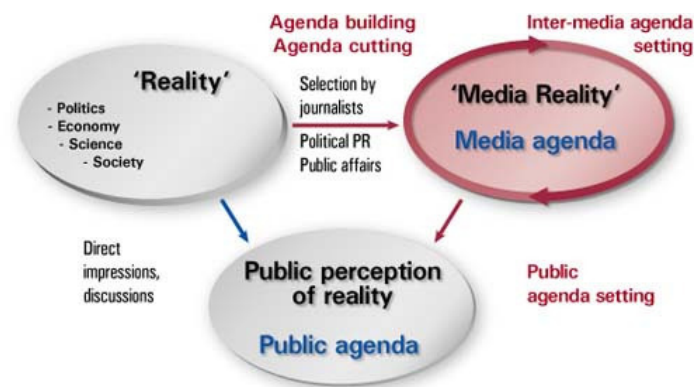 Agenda building
Agenda cutting
Inter-media agenda
setting
'Reality'
- Politics
- Economy
- Science
- Society
Selection by
journalists
Political PR
Public affairs
'Media Reality'
Media agenda
Direct
impressions,
discussions
Public perception
of reality
Public agenda
Public
agenda setting